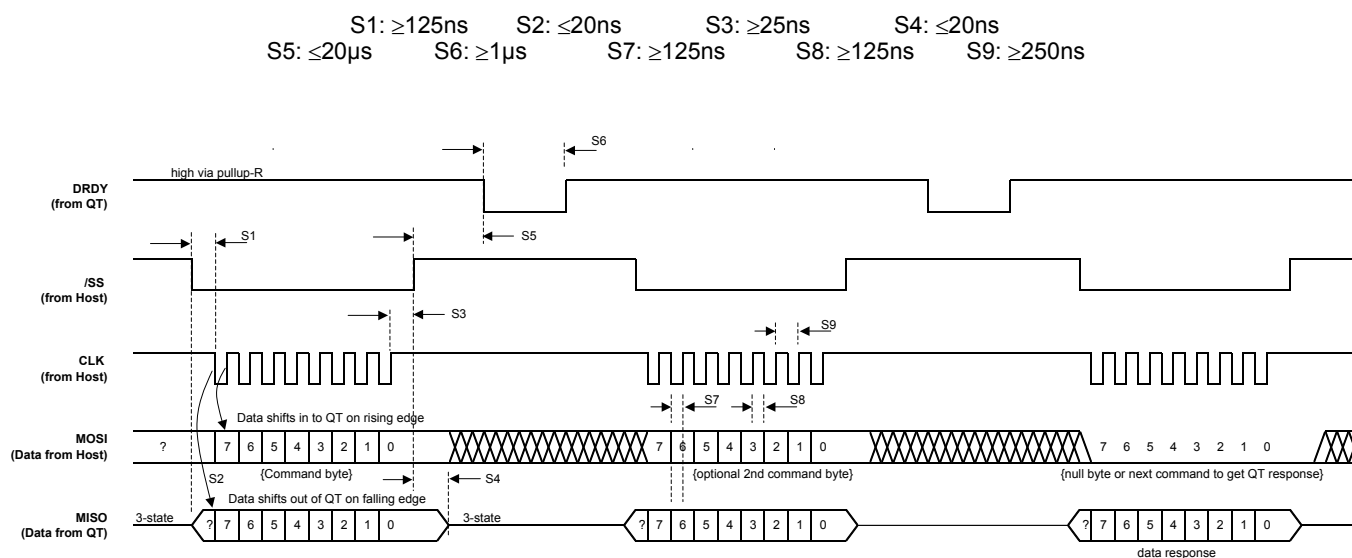 S1: ≥125ns S2: ≤20ns S3: ≥25ns S4: ≤20ns
S5: ≤20µs S6: ≥1µs S7: ≥125ns S8: ≥125ns S9: ≥250ns
S6
high via pullup-R
DRDY
(from QT)
S1
S5
/SS
(from Host)
S3
S9
CLK
(from Host)
S7
S8
Data shifts in to QT on rising edge
MOSI
(Data from Host)
? 7 6 5 4 3 2 1 0 7 6 5 4 3 2 1 0 7 6 5 4 3 2 1 0
{Command byte} {optional 2nd command byte} {null byte or next command to get QT response}
S2
S4
Data shifts out of QT on falling edge
MISO
(Data from QT)
3-state ? 7 6 5 4 3 2 1 0 3-state ? 7 6 5 4 3 2 1 0 ? 7 6 5 4 3 2 1 0
data response